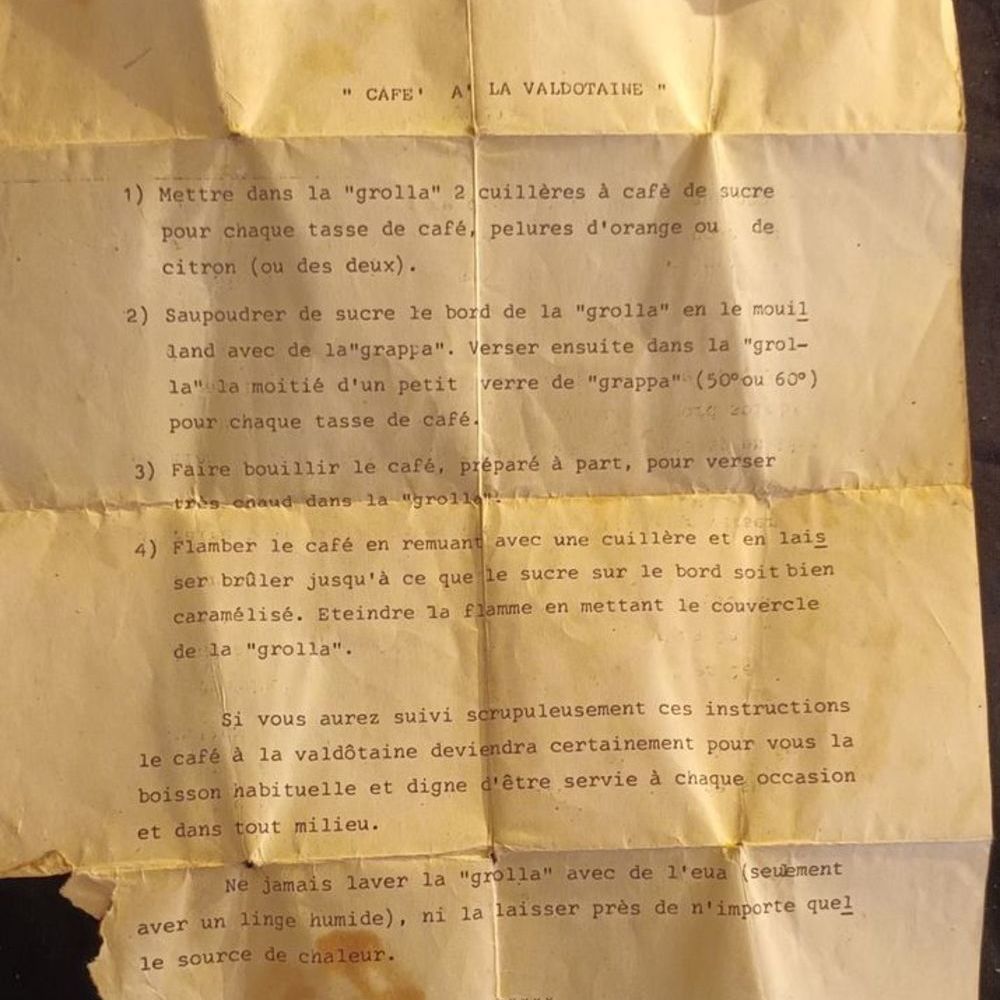 " CAFE' A' LA VALDOTAINE "
1) Mettre dans la "grolla" 2 cuillères à cafè de sucre
pour chaque tasse de café, pelures d'orange ou de
citron (ou des deux).
2) Saupoudrer de sucre le bord de la "grolla" en le mouil
land avec de la"grappa". Verser ensuite dans la "grol-
la" la moitié d'un petit verre de "grappa" (50°ou 60°)
pour chaque tasse de café.
3) Faire bouillir le café, préparé à part, pour verser
très chaud dans la "grolla".
4) Flamber le café en remuant avec une cuillère et en lais
ser brûler jusqu'à ce que le sucre sur le bord soit bien
caramélisé. Eteindre la flamme en mettant le couvercle
de la "grolla".
Si vous aurez suivi scrupuleusement ces instructions
le café à la valdôtaine deviendra certainement pour vous la
boisson habituelle et digne d'être servie à chaque occasion
et dans tout milieu.
Ne jamais laver la "grolla" avec de l'eua (seulement
aver un linge humide), ni la laisser près de n'importe quel
le source de chaleur.